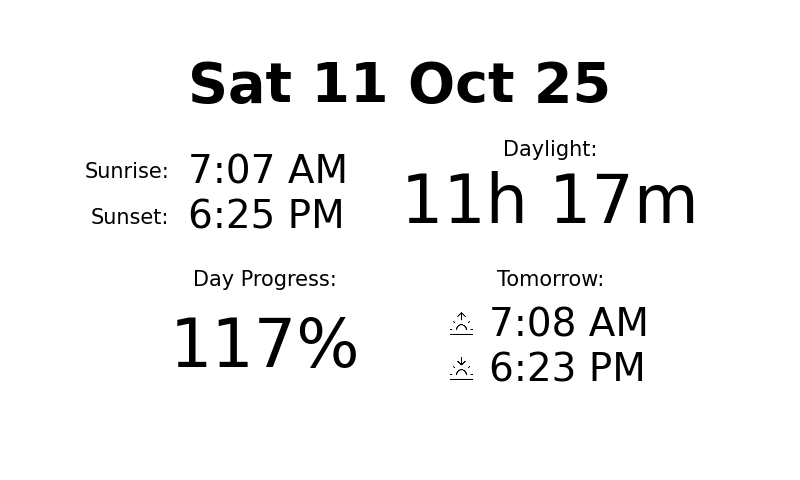 Sat 11 Oct 25
Sunrise: 7:07 AM
Sunset: 6:25 PM
Daylight:
11h 17m
Day Progress:
117%
Tomorrow:
7:08 AM
6:23 PM